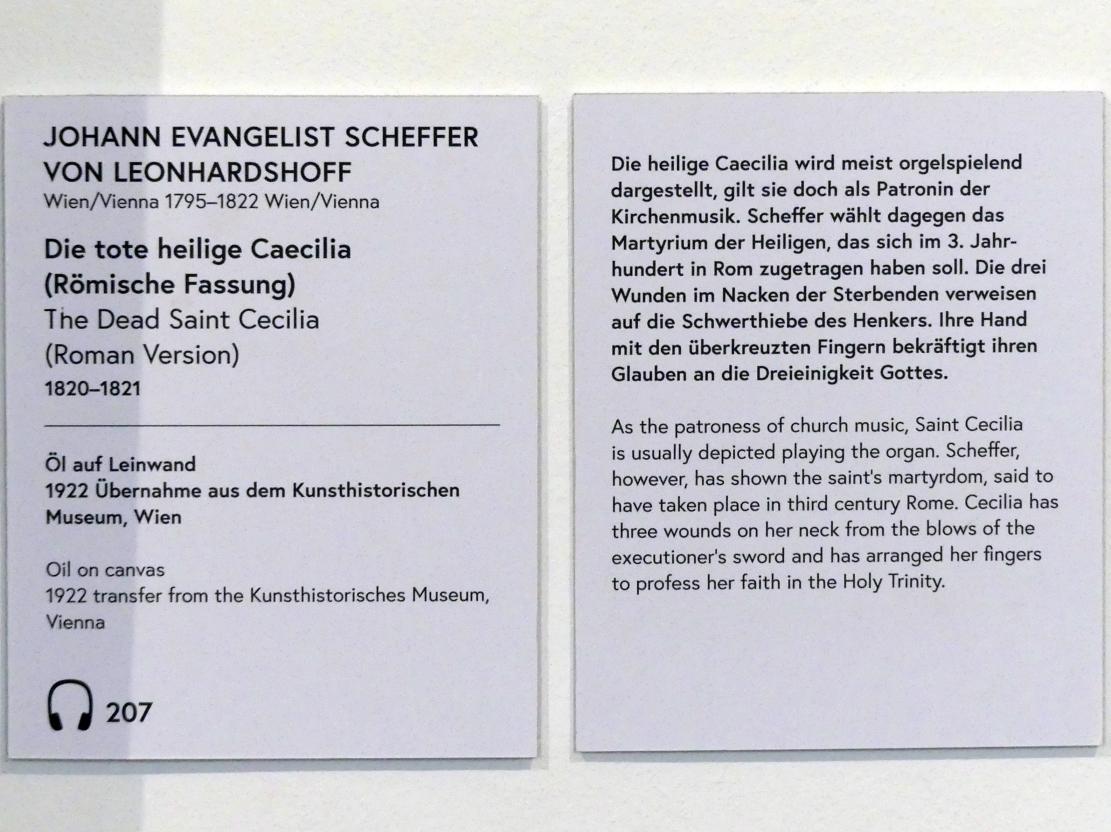 JOHANN EVANGELIST SCHEFFER
VON LEONHARDSHOFF
Wien/Vienna 1795–1822 Wien/Vienna
Die tote heilige Caecilia
(Römische Fassung)
The Dead Saint Cecilia
(Roman Version)
1820–1821
Öl auf Leinwand
1922 Übernahme aus dem Kunsthistorischen
Museum, Wien
Oil on canvas
1922 transfer from the Kunsthistorisches Museum,
Vienna
207
Die heilige Caecilia wird meist orgelspielend
dargestellt, gilt sie doch als Patronin der
Kirchenmusik. Scheffer wählt dagegen das
Martyrium der Heiligen, das sich im 3. Jahr-
hundert in Rom zugetragen haben soll. Die drei
Wunden im Nacken der Sterbenden verweisen
auf die Schwerthiebe des Henkers. Ihre Hand
mit den überkreuzten Fingern bekräftigt ihren
Glauben an die Dreieinigkeit Gottes.
As the patroness of church music, Saint Cecilia
is usually depicted playing the organ. Scheffer,
however, has shown the saint's martyrdom, said to
have taken place in third century Rome. Cecilia has
three wounds on her neck from the blows of the
executioner's sword and has arranged her fingers
to profess her faith in the Holy Trinity.